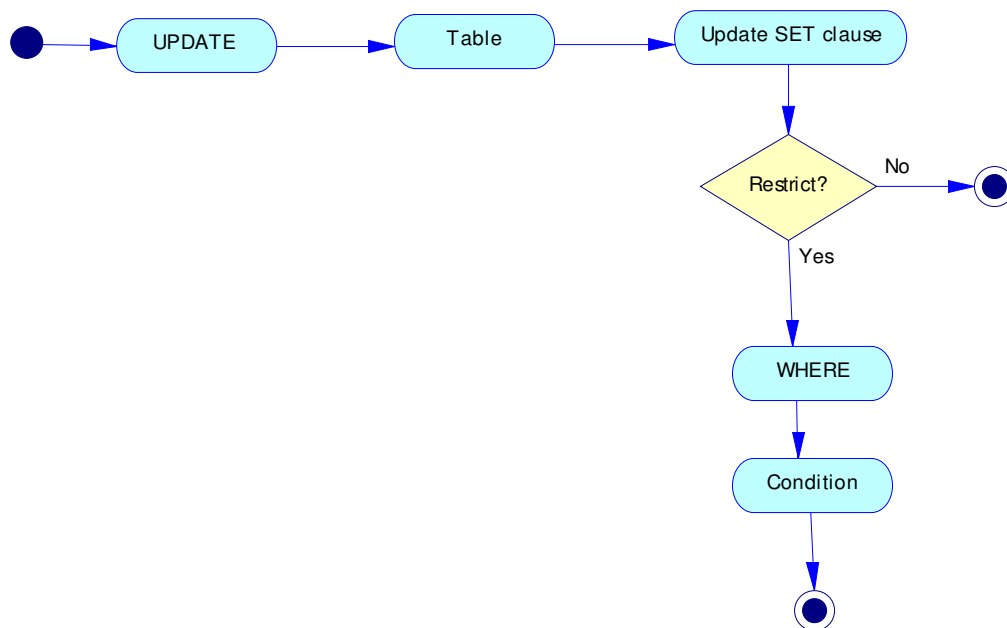 UPDATE
Table
Update SET clause
Restrict?
No
Yes
WHERE
Condition